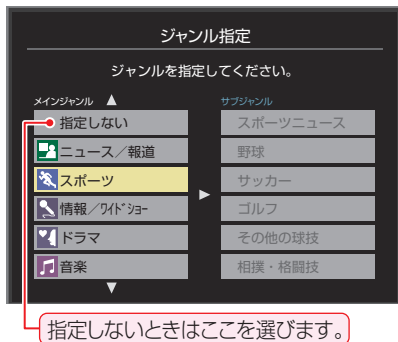 ジャンル指定
ジャンルを指定してください。
メインジャンル
指定しない
ニュース／報道
スポーツ
情報／ﾜｲﾄﾞｼｮｰ
ドラマ
音楽
サブジャンル
スポーツニュース
野球
サッカー
ゴルフ
その他の球技
相撲・格闘技
指定しないときはここを選びます。